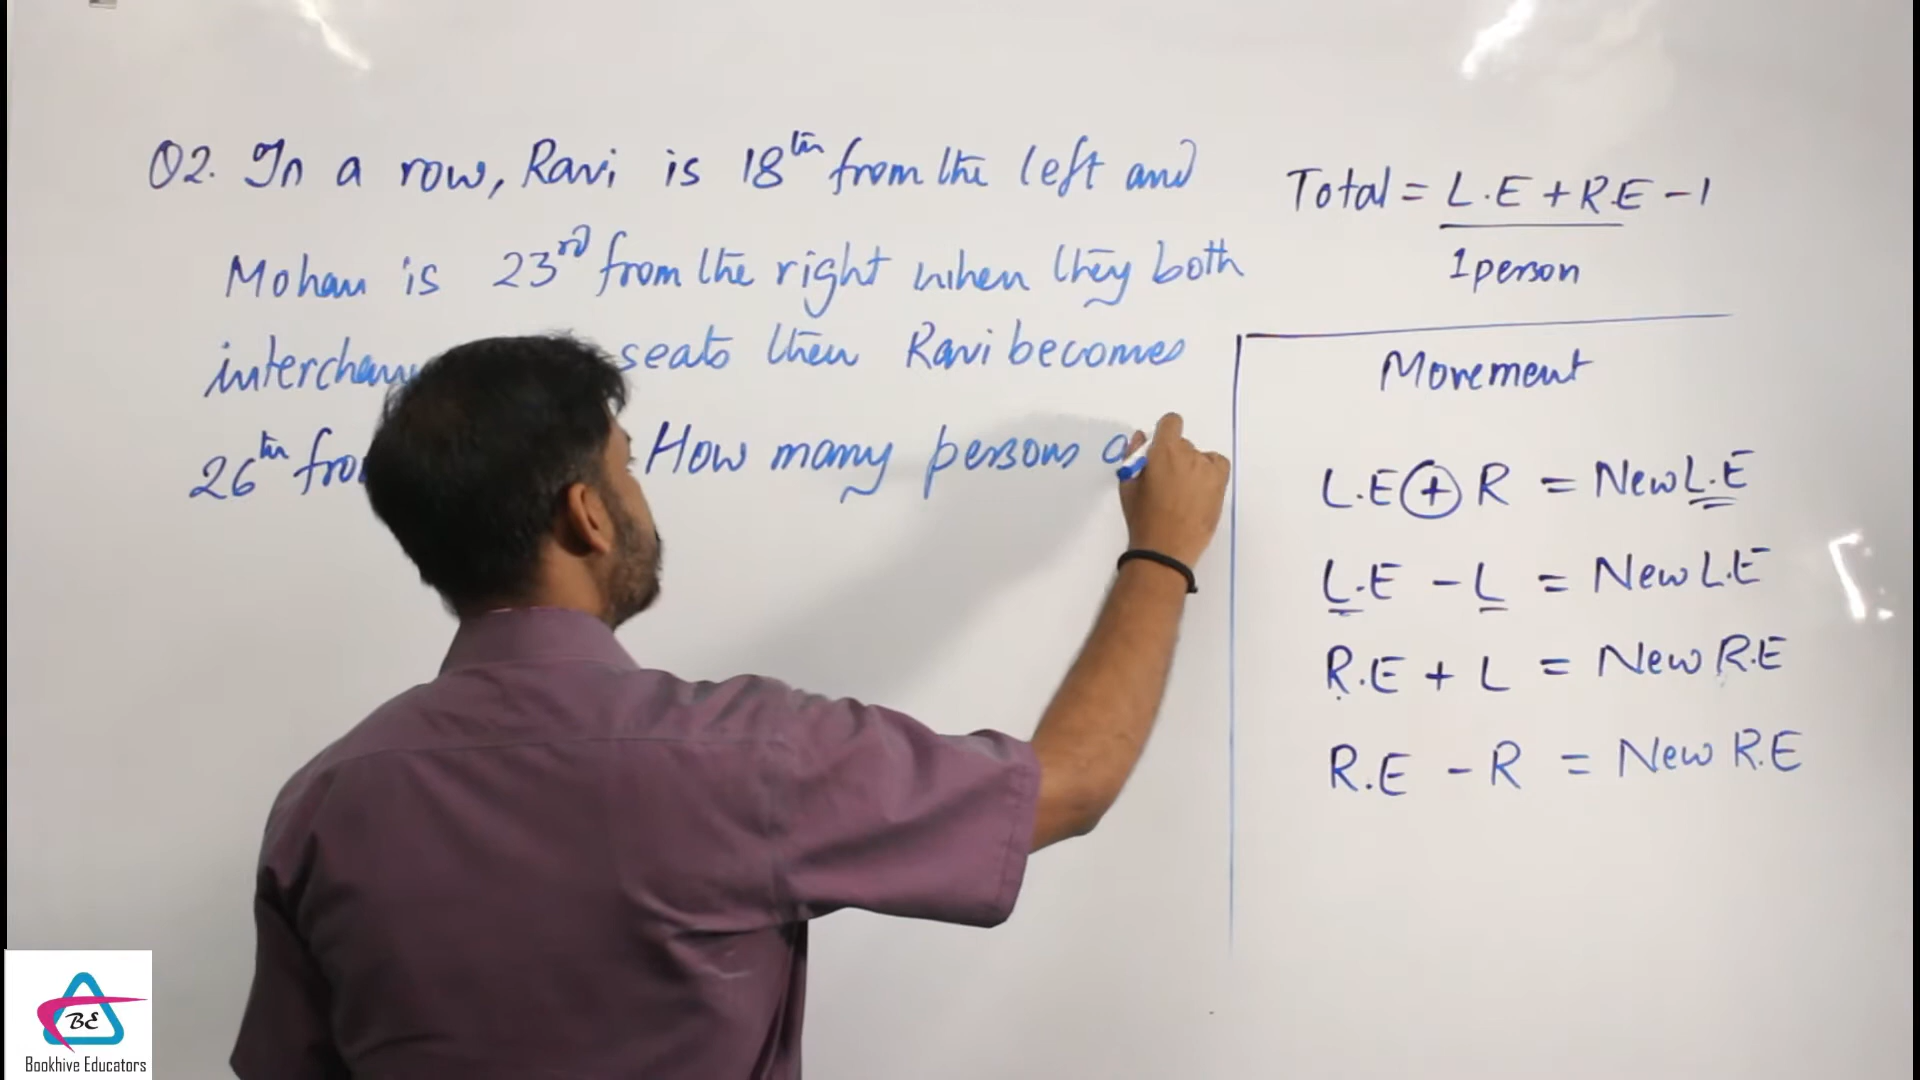 Q2. In a row, Ravi is 18th from the left and
Mohan is 23rd from the right when they both
seats then Ravi becomes
26th How many persons
Total = L.E + R.E - 1
1 person
Movement
L.E + R = New L.E
L.E - L = New L.E
R.E + L = New R.E
R.E - R = New R.E
BE
Bookhive Educators